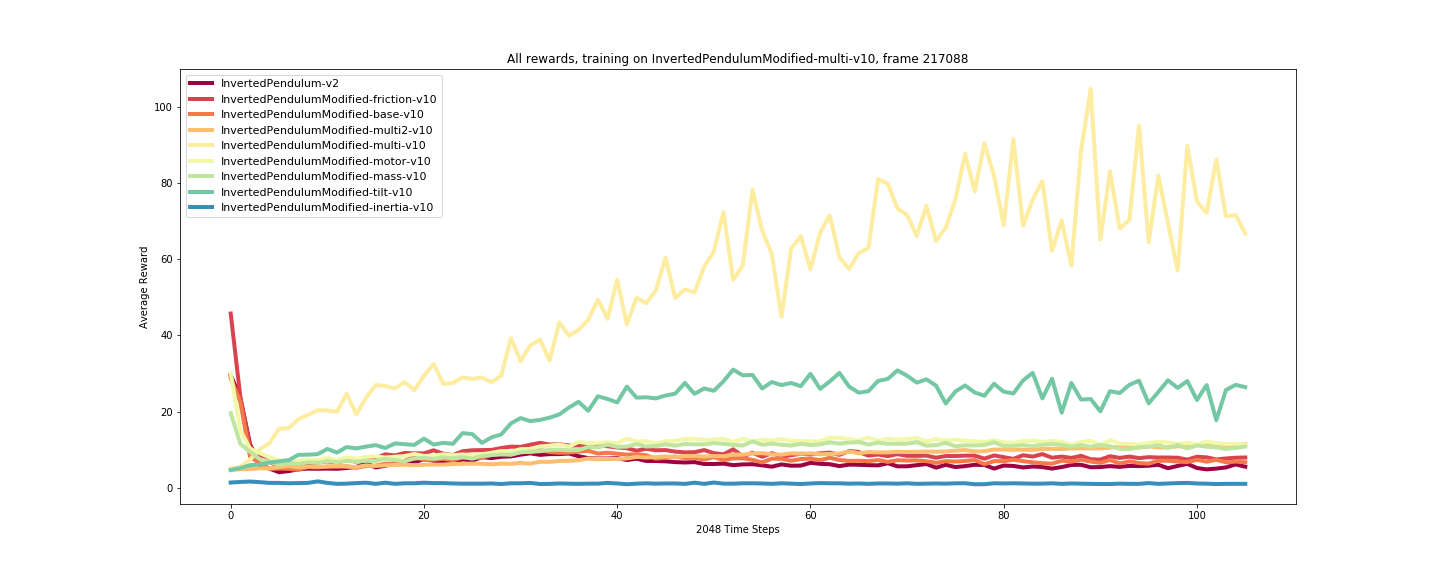 All rewards, training on InvertedPendulumModified-multi-v10, frame 217088
InvertedPendulum-v2
InvertedPendulumModified-friction-v10
InvertedPendulumModified-base-v10
InvertedPendulumModified-multi2-v10
InvertedPendulumModified-multi-v10
InvertedPendulumModified-motor-v10
InvertedPendulumModified-mass-v10
InvertedPendulumModified-tilt-v10
InvertedPendulumModified-inertia-v10
Average Reward
100
80
60
40
20
0
0 20 40 60 80 100
2048 Time Steps